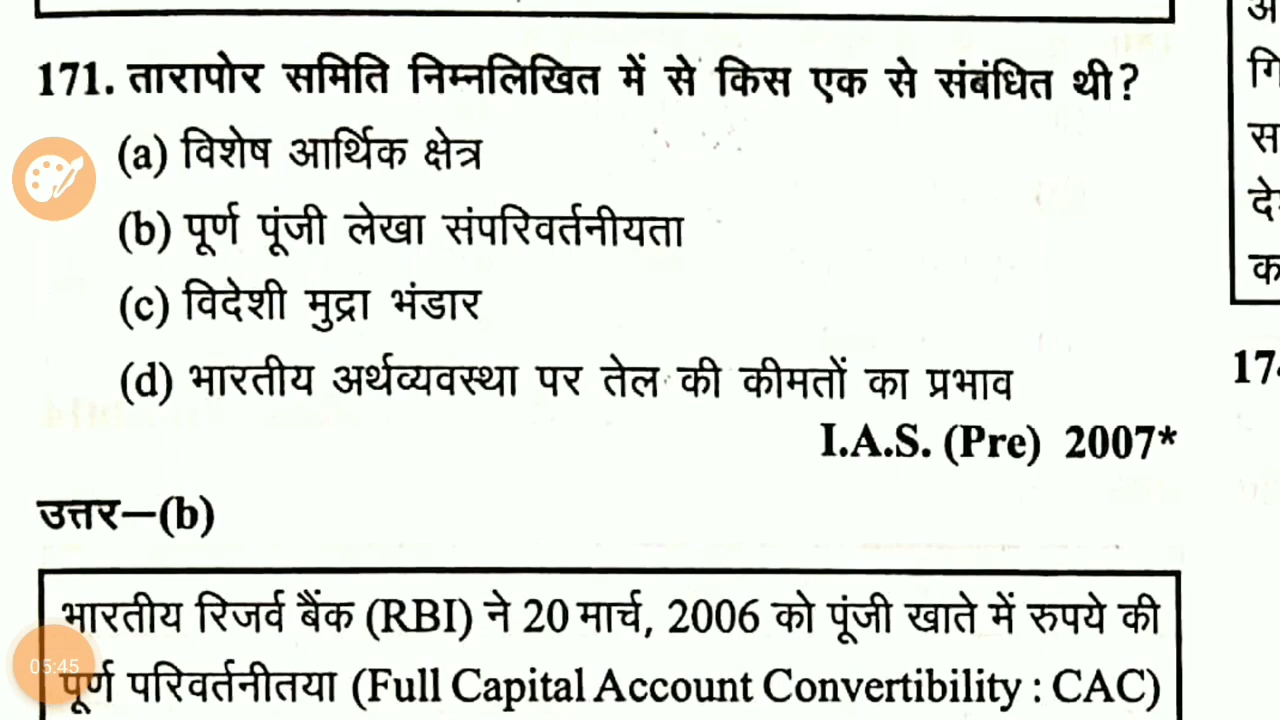 171. तारापोर समिति निम्नलिखित में से किस एक से संबंधित थी?
(a) विशेष आर्थिक क्षेत्र
(b) पूर्ण पूंजी लेखा संपरिवर्तनीयता
(c) विदेशी मुद्रा भंडार
(d) भारतीय अर्थव्यवस्था पर तेल की कीमतों का प्रभाव
I.A.S. (Pre) 2007*
उत्तर—(b)
भारतीय रिजर्व बैंक (RBI) ने 20 मार्च, 2006 को पूंजी खाते में रुपये की
05:45
पूर्ण परिवर्तनीतया (Full Capital Account Convertibility : CAC)